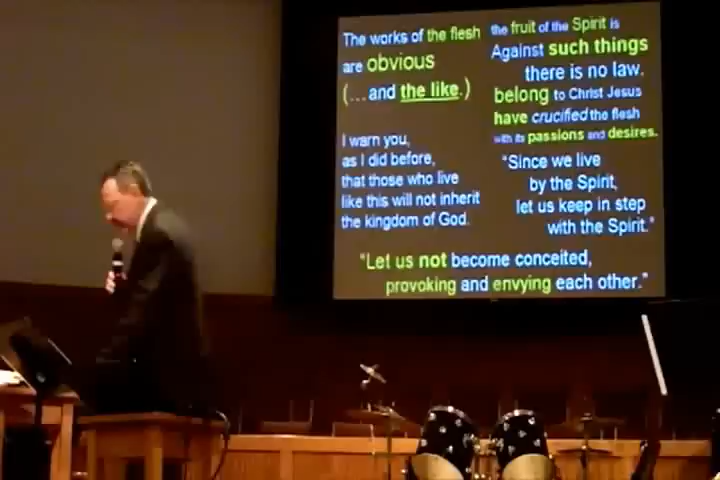 The works of the flesh
are obvious
(…and the like.)
I warn you,
as I did before,
that those who live
like this will not inherit
the kingdom of God.
the fruit of the Spirit is
Against such things
there is no law.
belong to Christ Jesus
have crucified the flesh
with its passions and desires.
“Since we live
by the Spirit,
let us keep in step
with the Spirit.”
“Let us not become conceited,
provoking and envying each other.”